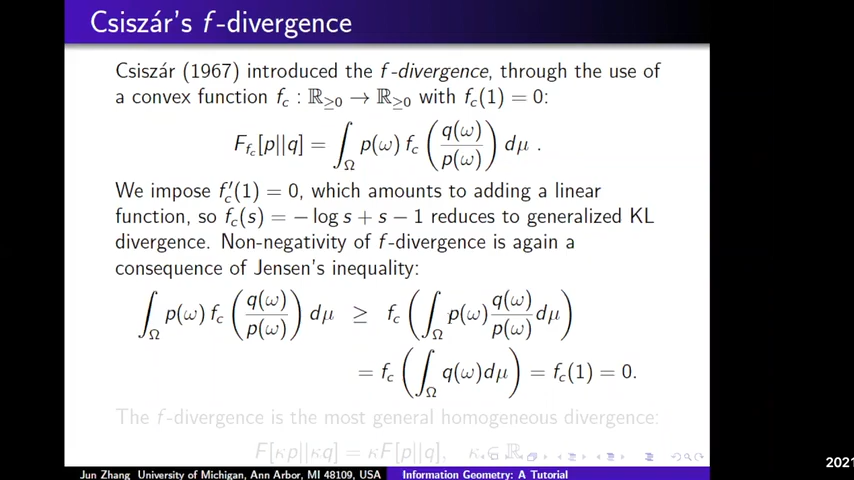 Csiszár's f-divergence
Csiszár (1967) introduced the f-divergence, through the use of
a convex function f_c : ℝ≥0 → ℝ≥0 with f_c(1) = 0:
F_{f_c}[p||q] = ∫_Ω p(ω) f_c (q(ω)/p(ω)) dμ .
We impose f′_c(1) = 0, which amounts to adding a linear
function, so f_c(s) = − log s + s − 1 reduces to generalized KL
divergence. Non-negativity of f-divergence is again a
consequence of Jensen's inequality:
∫_Ω p(ω) f_c (q(ω)/p(ω)) dμ ≥ f_c (∫_Ω p(ω) q(ω)/p(ω) dμ)
= f_c (∫_Ω q(ω)dμ) = f_c(1) = 0.
The f-divergence is the most general homogeneous divergence:
F[κp||κq] = κF[p||q], κ ∈ ℝ
Jun Zhang University of Michigan, Ann Arbor, MI 48109, USA Information Geometry: A Tutorial
2021